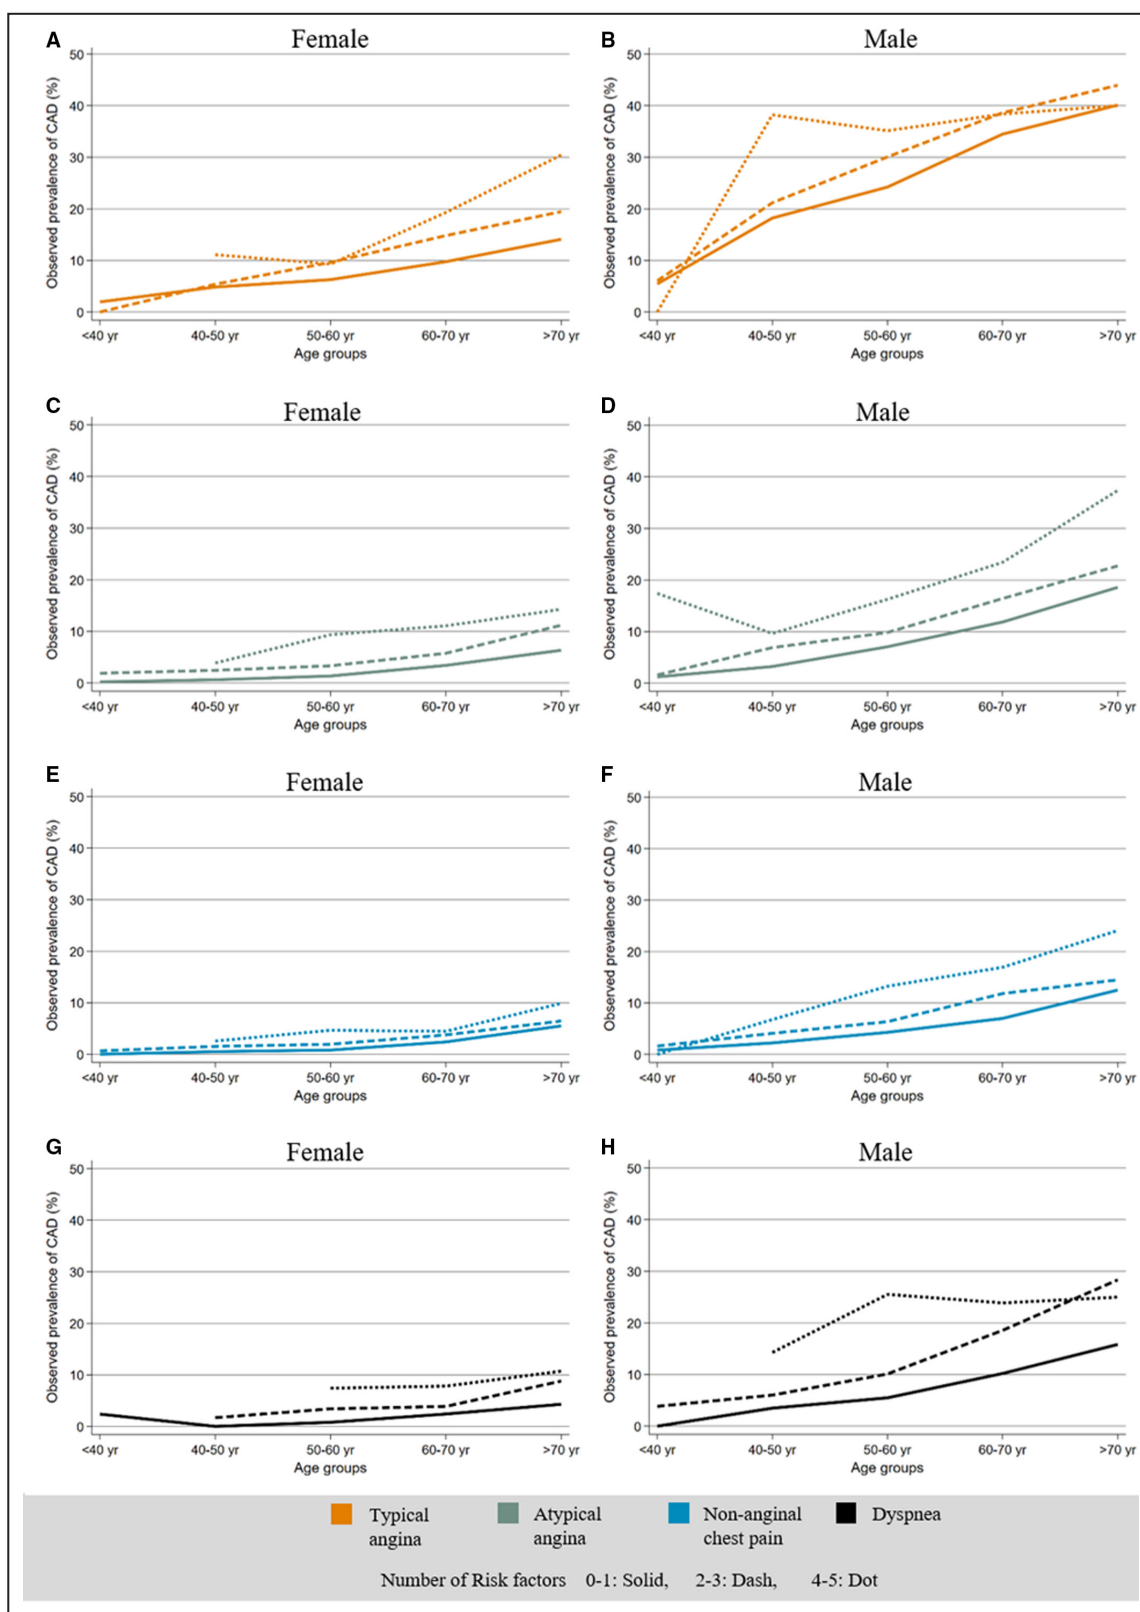 A
Female
Observed prevalence of CAD (%)
50
40
30
20
10
0
<40 yr 40-50 yr 50-60 yr 60-70 yr >70 yr
Age groups
B
Male
Observed prevalence of CAD (%)
50
40
30
20
10
0
<40 yr 40-50 yr 50-60 yr 60-70 yr >70 yr
Age groups
C
Female
Observed prevalence of CAD (%)
50
40
30
20
10
0
<40 yr 40-50 yr 50-60 yr 60-70 yr >70 yr
Age groups
D
Male
Observed prevalence of CAD (%)
50
40
30
20
10
0
<40 yr 40-50 yr 50-60 yr 60-70 yr >70 yr
Age groups
E
Female
Observed prevalence of CAD (%)
50
40
30
20
10
0
<40 yr 40-50 yr 50-60 yr 60-70 yr >70 yr
Age groups
F
Male
Observed prevalence of CAD (%)
50
40
30
20
10
0
<40 yr 40-50 yr 50-60 yr 60-70 yr >70 yr
Age groups
G
Female
Observed prevalence of CAD (%)
50
40
30
20
10
0
<40 yr 40-50 yr 50-60 yr 60-70 yr >70 yr
Age groups
H
Male
Observed prevalence of CAD (%)
50
40
30
20
10
0
<40 yr 40-50 yr 50-60 yr 60-70 yr >70 yr
Age groups
Typical
angina
Atypical
angina
Non-anginal
chest pain
Dyspnea
Number of Risk factors 0-1: Solid, 2-3: Dash, 4-5: Dot